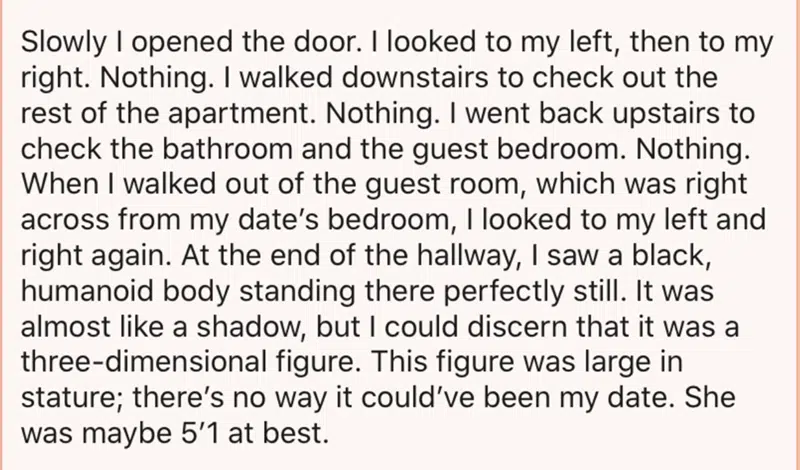 Slowly I opened the door. I looked to my left, then to my
right. Nothing. I walked downstairs to check out the
rest of the apartment. Nothing. I went back upstairs to
check the bathroom and the guest bedroom. Nothing.
When I walked out of the guest room, which was right
across from my date’s bedroom, I looked to my left and
right again. At the end of the hallway, I saw a black,
humanoid body standing there perfectly still. It was
almost like a shadow, but I could discern that it was a
three-dimensional figure. This figure was large in
stature; there’s no way it could’ve been my date. She
was maybe 5’1 at best.